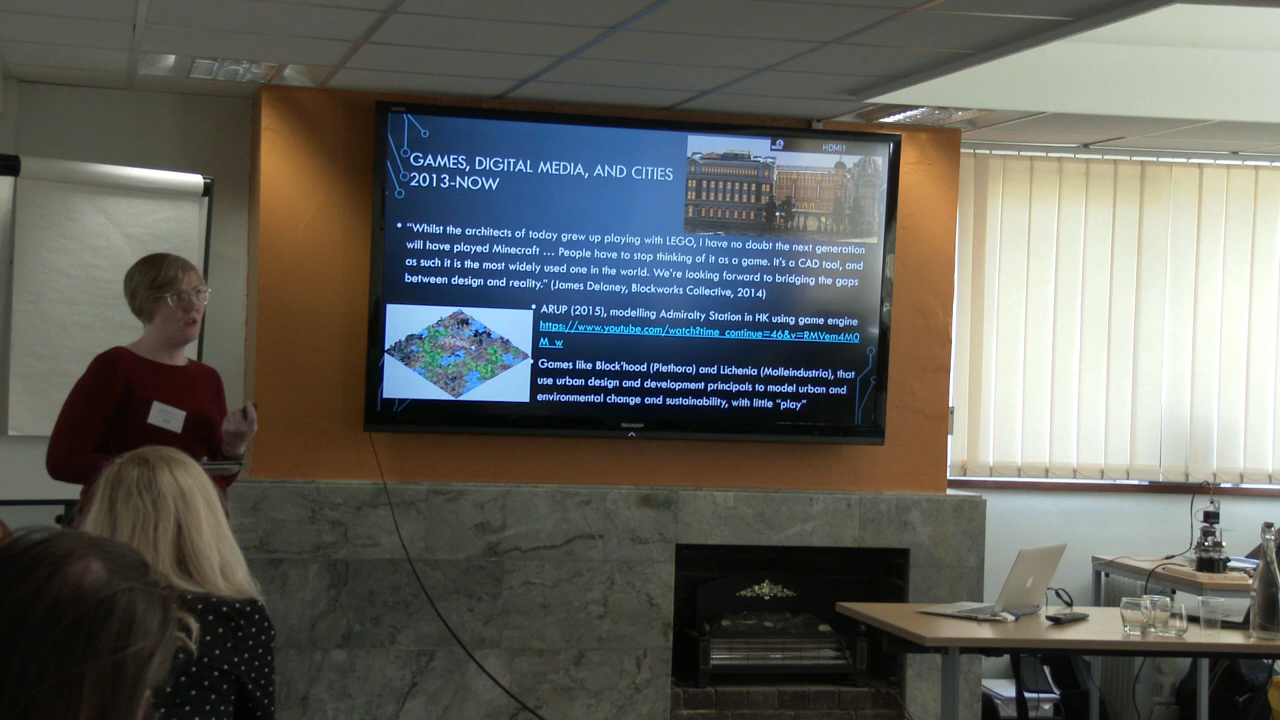 HDMI1
GAMES, DIGITAL MEDIA, AND CITIES
2013-NOW
• “Whilst the architects of today grew up playing with LEGO, I have no doubt the next generation
will have played Minecraft … People have to stop thinking of it as a game. It's a CAD tool, and
as such it is the most widely used one in the world. We're looking forward to bridging the gaps
between design and reality.” (James Delaney, Blockworks Collective, 2014)
• ARUP (2015), modelling Admiralty Station in HK using game engine
https://www.youtube.com/watch?time_continue=46&v=RMVem4M0
M_w
• Games like Block'hood (Plethora) and Lichenia (Molleindustria), that
use urban design and development principals to model urban and
environmental change and sustainability, with little “play”
SHARP